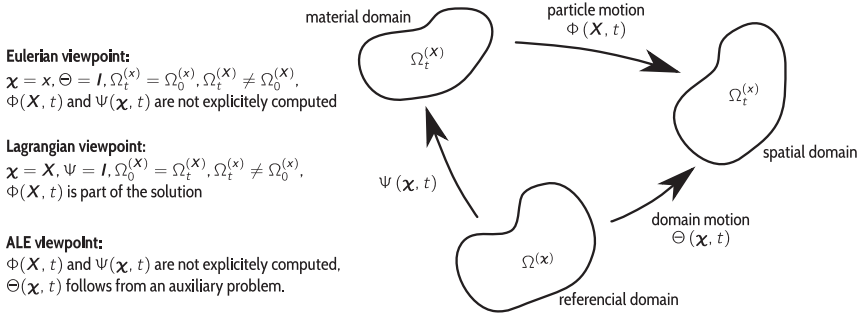 Eulerian viewpoint:
χ = x, Θ = I, Ω_t^(x) = Ω_0^(x), Ω_t^(X) ≠ Ω_0^(X),
Φ(X, t) and Ψ(χ, t) are not explicitely computed
Lagrangian viewpoint:
χ = X, Ψ = I, Ω_0^(X) = Ω_t^(X), Ω_t^(x) ≠ Ω_0^(x),
Φ(X, t) is part of the solution
ALE viewpoint:
Φ(X, t) and Ψ(χ, t) are not explicitely computed,
Θ(χ, t) follows from an auxiliary problem.
material domain
Ω_t^(X)
particle motion
Φ (X, t)
Ω_t^(x)
spatial domain
Ψ (χ, t)
domain motion
Θ (χ, t)
Ω^(χ)
referencial domain